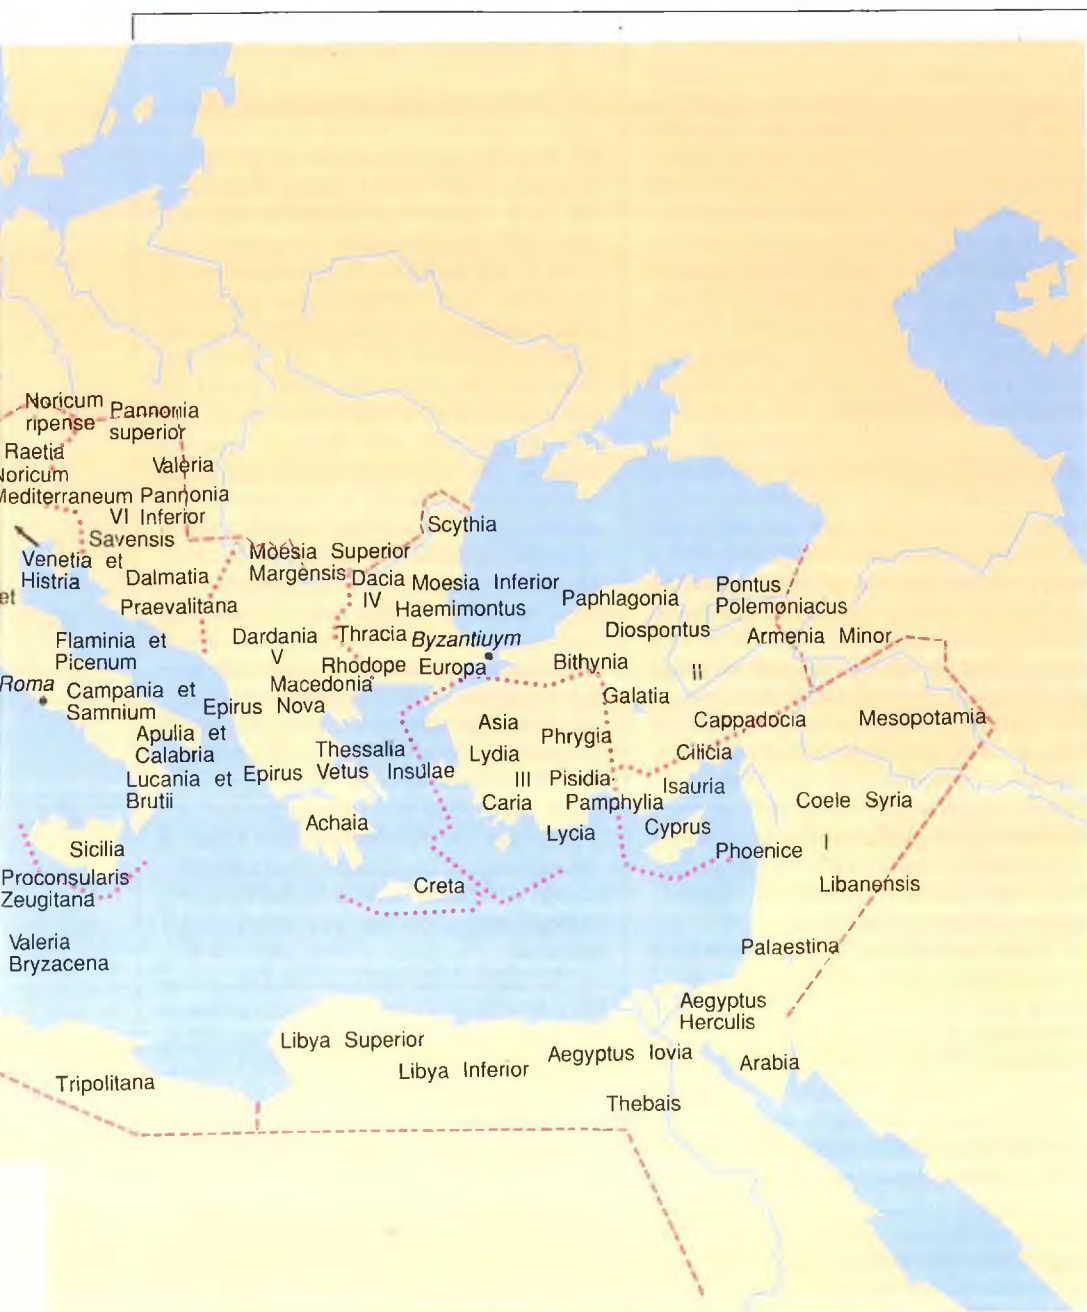 Noricum
ripense
Pannonia
superior
Raetia
Noricum
Mediterraneum
Valeria
Pannonia
VI Inferior
Savensis
Scythia
Venetia et
Histria
Dalmatia
Moesia Superior
Margensis
Dacia
IV
Moesia Inferior
Haemimontus
Paphlagonia
Pontus
Polemoniacus
et
Praevalitana
Diospontus
Armenia Minor
Flaminia et
Picenum
Dardania
V
Thracia
Byzantiuym
Rhodope
Europa
Bithynia
II
Roma
Campania et
Samnium
Macedonia
Epirus Nova
Galatia
Apulia et
Calabria
Asia
Phrygia
Cappadocia
Mesopotamia
Lydia
Thessalia
Cilicia
Lucania et
Brutii
Epirus Vetus
Insulae
III
Pisidia
Isauria
Caria
Pamphylia
Coele Syria
Achaia
Lycia
Cyprus
Sicilia
Phoenice
I
Proconsularis
Zeugitana
Creta
Libanensis
Valeria
Bryzacena
Palaestina
Aegyptus
Herculis
Libya Superior
Libya Inferior
Aegyptus Iovia
Arabia
Tripolitana
Thebais